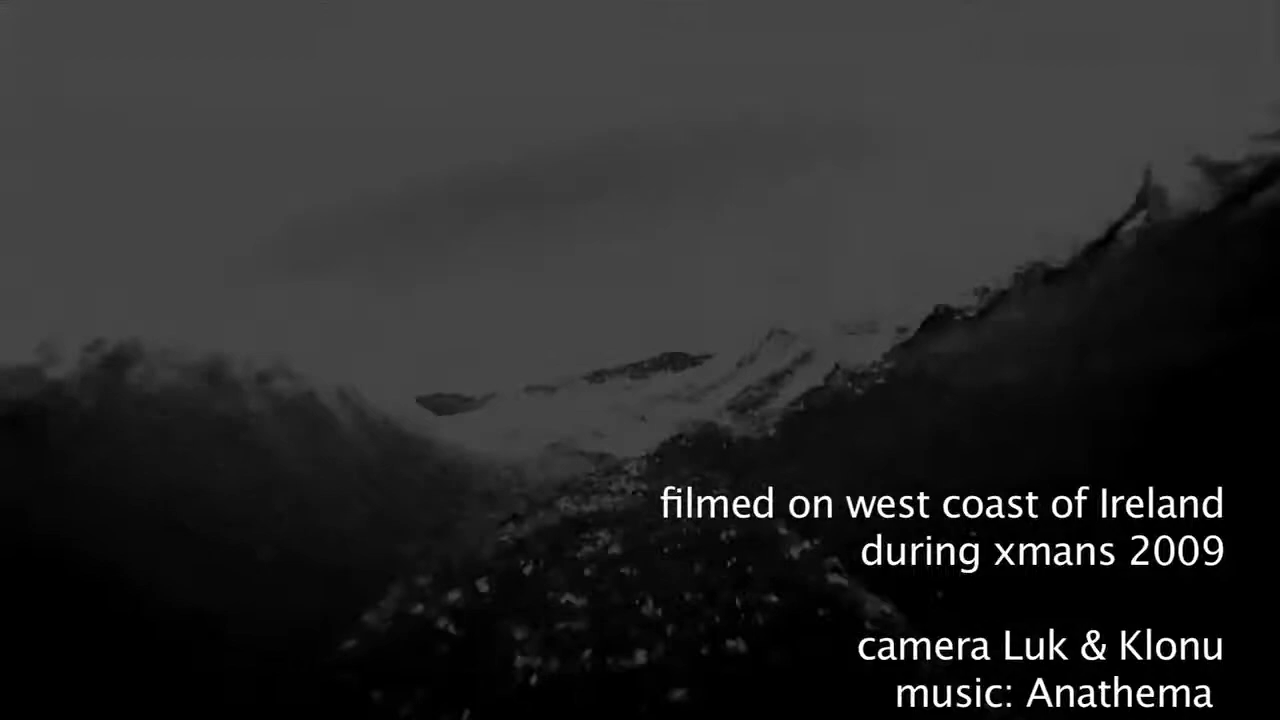 filmed on west coast of Ireland
during xmans 2009
camera Luk & Klonu
music: Anathema